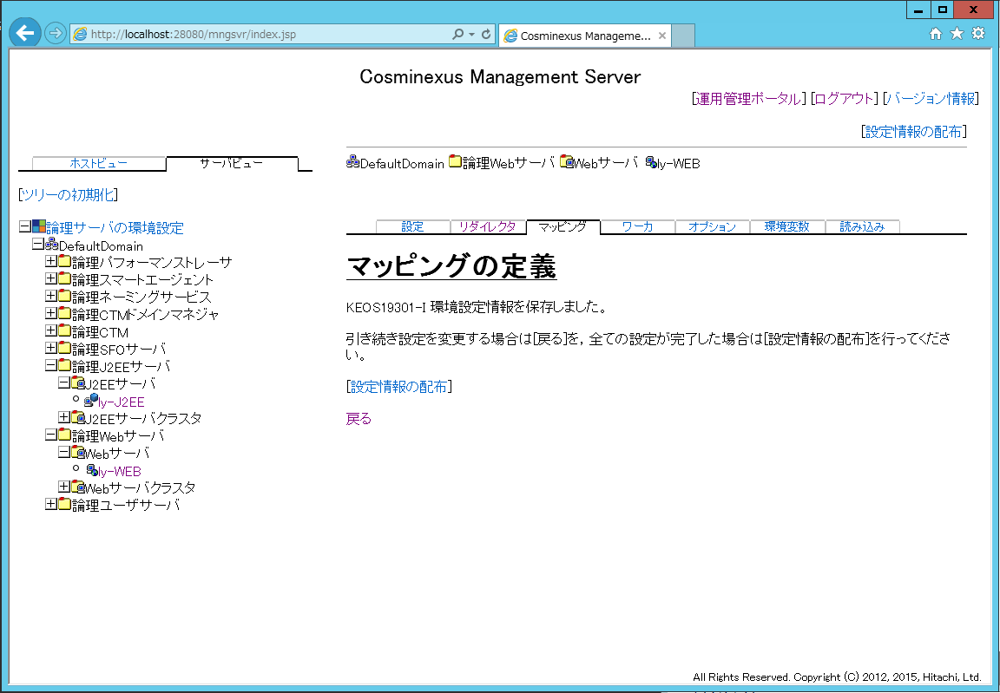 http://localhost:28080/mngsvr/index.jsp
Cosminexus Manageme...
Cosminexus Management Server
[運用管理ポータル] [ログアウト] [バージョン情報]
[設定情報の配布]
ホストビュー サーバビュー
DefaultDomain 論理Webサーバ Webサーバ ly-WEB
[ツリーの初期化]
論理サーバの環境設定
DefaultDomain
論理パフォーマンストレーサ
論理スマートエージェント
論理ネーミングサービス
論理CTMドメインマネジャ
論理CTM
論理SFOサーバ
論理J2EEサーバ
J2EEサーバ
ly-J2EE
J2EEサーバクラスタ
論理Webサーバ
Webサーバ
ly-WEB
Webサーバクラスタ
論理ユーザサーバ
設定 リダイレクタ マッピング ワーカ オプション 環境変数 読み込み
マッピングの定義
KEOS19301-I 環境設定情報を保存しました。
引き続き設定を変更する場合は[戻る]を，全ての設定が完了した場合は[設定情報の配布]を行ってくださ
い。
[設定情報の配布]
戻る
All Rights Reserved. Copyright (C) 2012, 2015, Hitachi, Ltd.